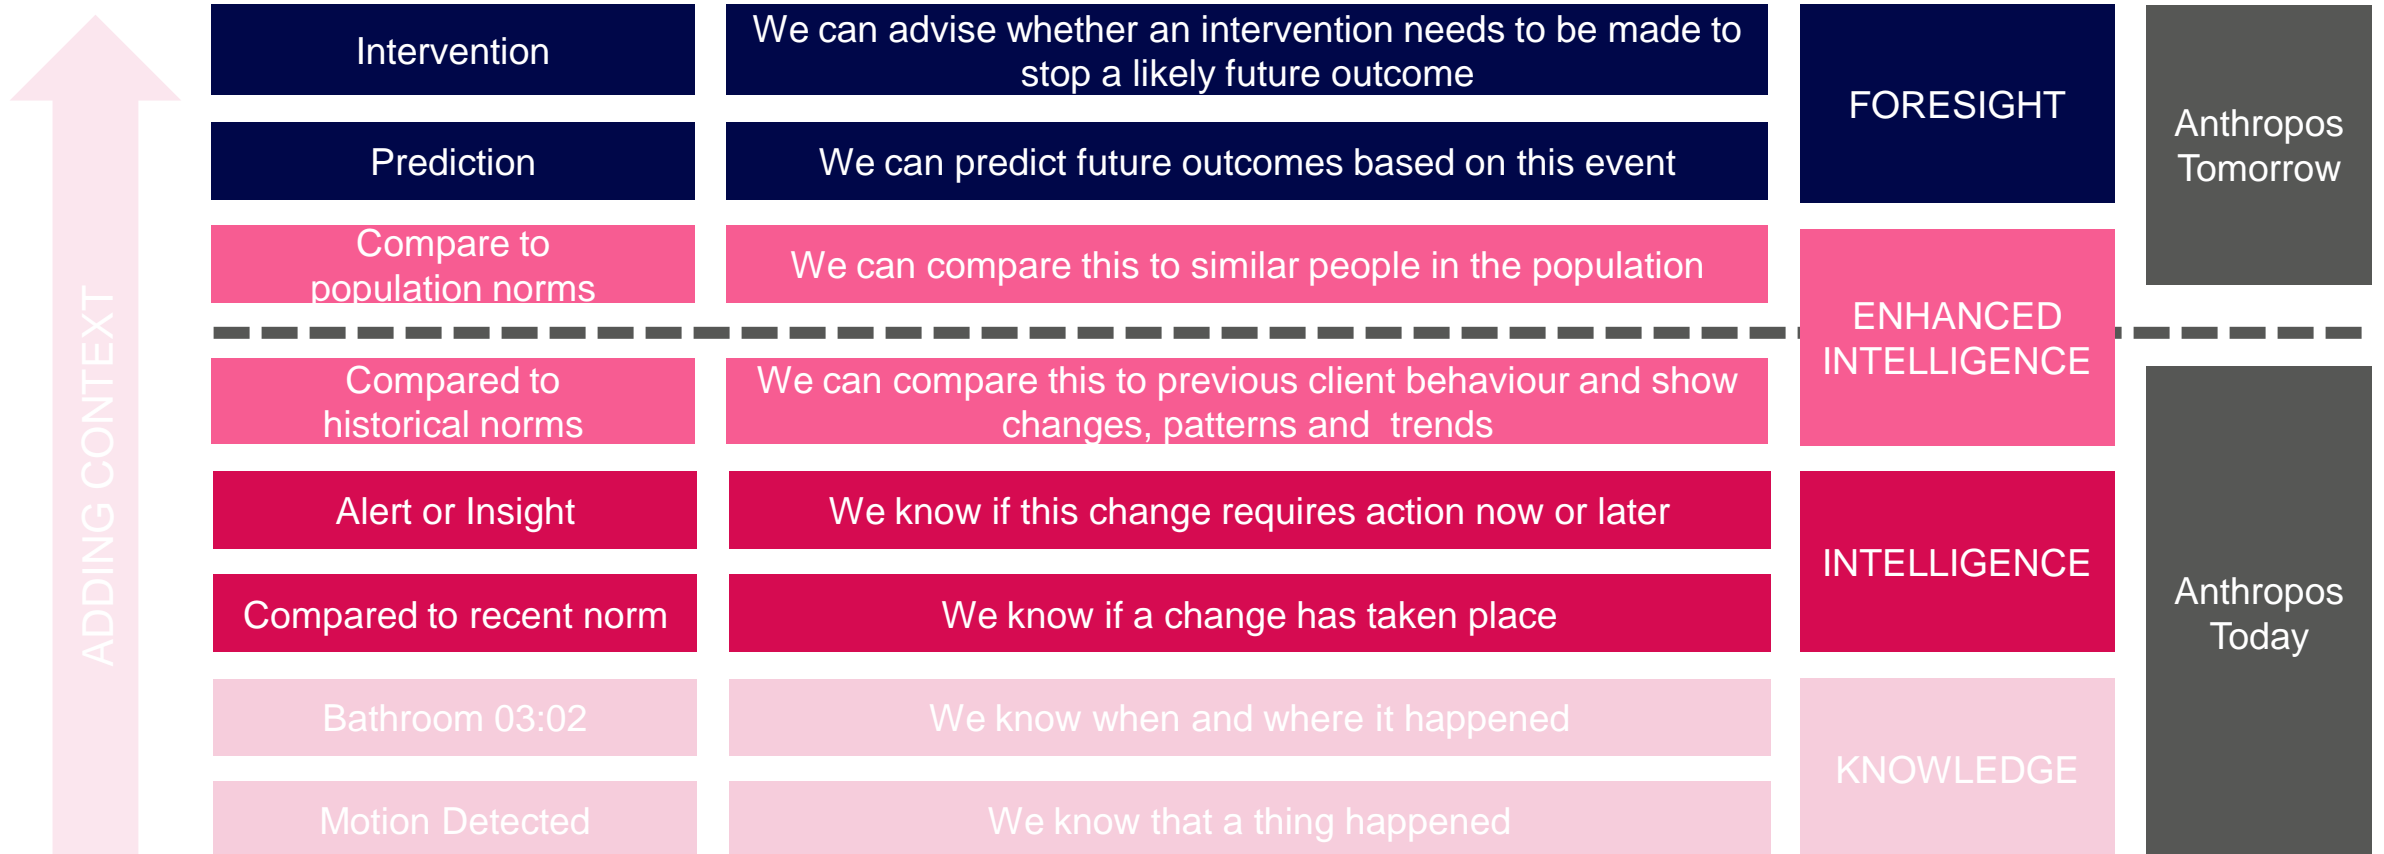 ADDING CONTEXT
Intervention
We can advise whether an intervention needs to be made to
stop a likely future outcome
FORESIGHT
Anthropos
Tomorrow
Prediction
We can predict future outcomes based on this event
Compare to
population norms
We can compare this to similar people in the population
ENHANCED
INTELLIGENCE
Compared to
historical norms
We can compare this to previous client behaviour and show
changes, patterns and  trends
Alert or Insight
We know if this change requires action now or later
INTELLIGENCE
Anthropos
Today
Compared to recent norm
We know if a change has taken place
Bathroom 03:02
We know when and where it happened
KNOWLEDGE
Motion Detected
We know that a thing happened